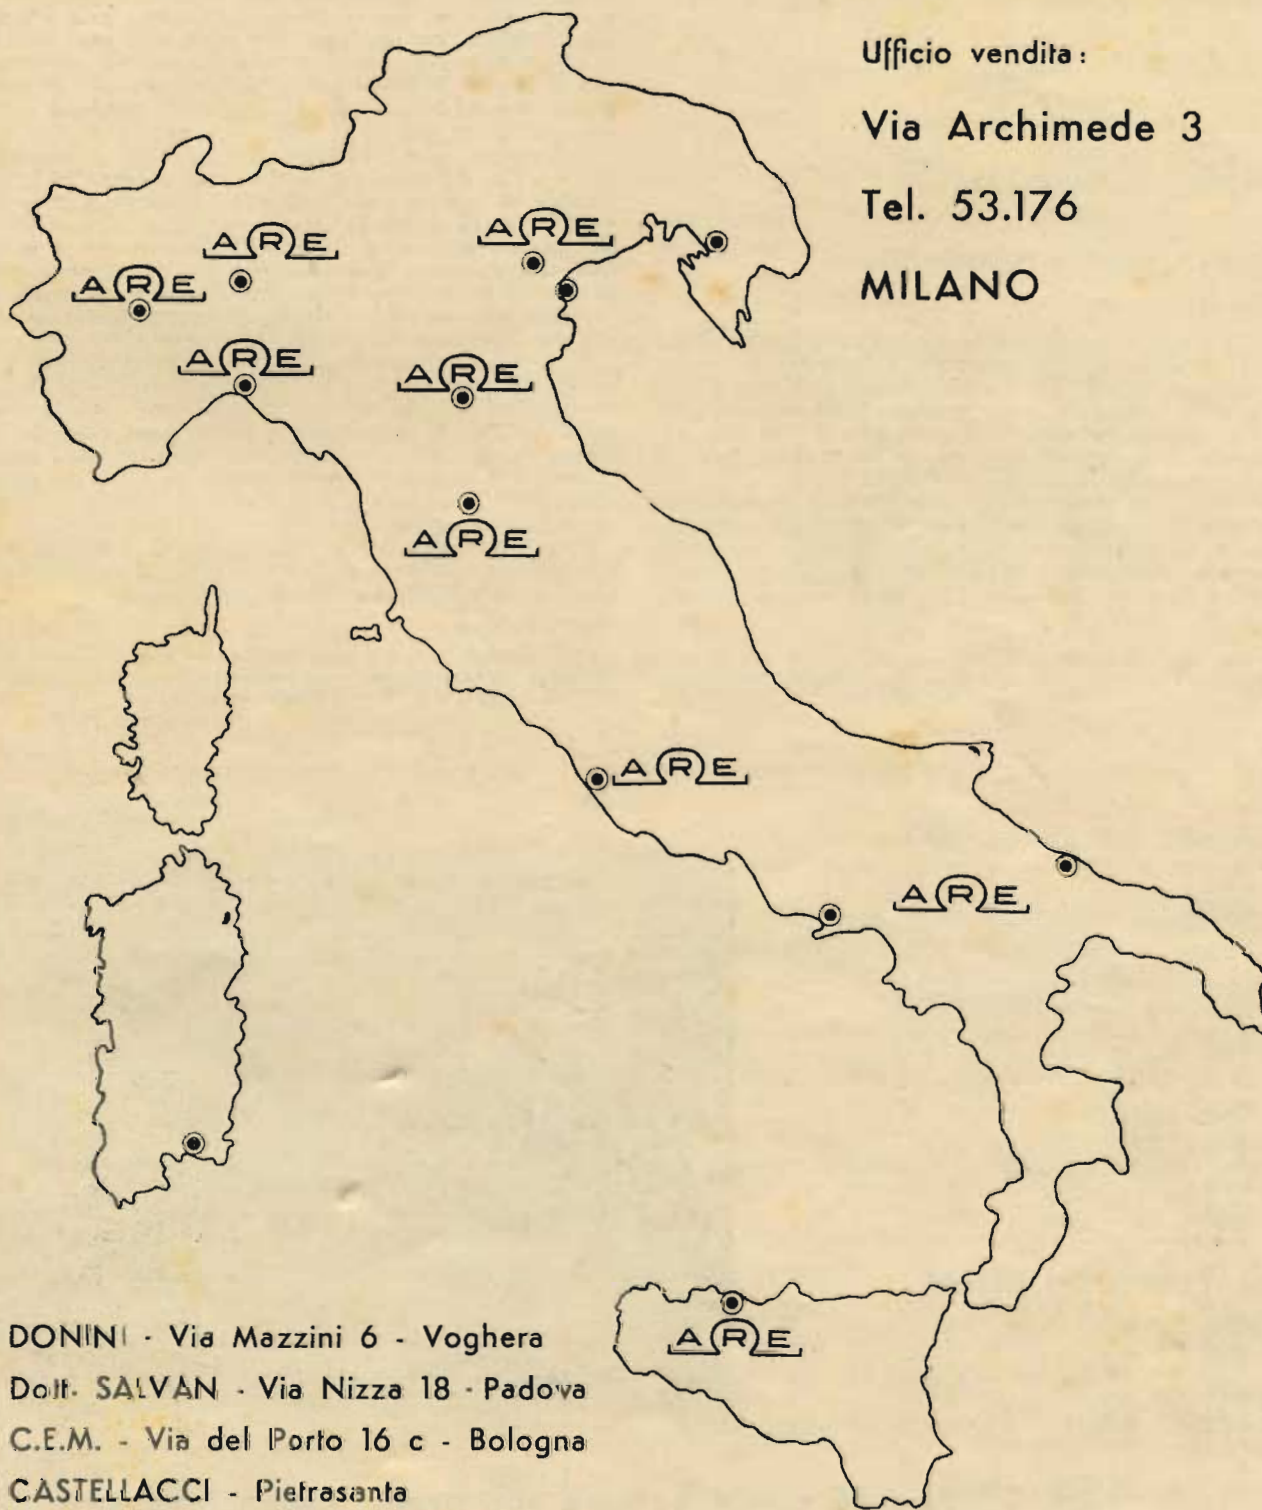 Ufficio vendita:
Via Archimede 3
Tel. 53.176
MILANO
ARE
ARE
ARE
ARE
ARE
ARE
ARE
ARE
ARE
DONINI - Via Mazzini 6 - Voghera
Dott. SALVAN - Via Nizza 18 - Padova
C.E.M. - Via del Porto 16 c - Bologna
CASTELLACCI - Pietrasanta